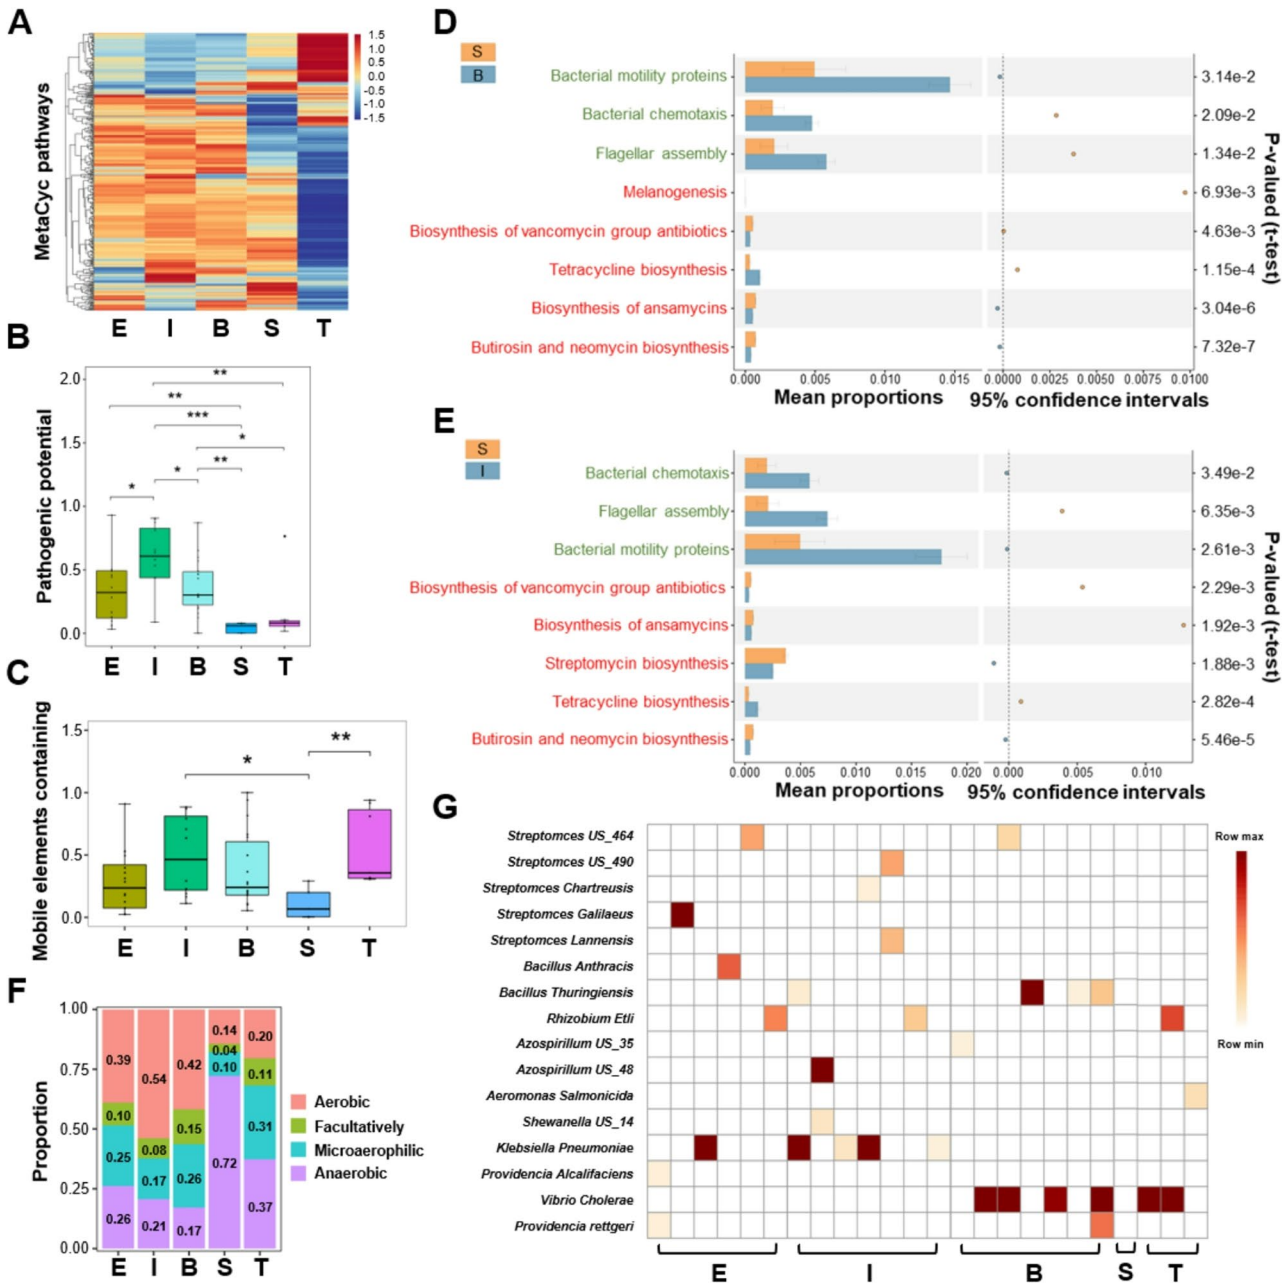 A
MetaCyc pathways
1.5
1.0
0.5
0.0
-0.5
-1.0
-1.5
E I B S T
B
Pathogenic potential
2.0
1.5
1.0
0.5
0.0
**
**
***
*
* **
*
E I B S T
C
Mobile elements containing
1.5
1.0
0.5
0.0
**
*
E I B S T
D
S
B
Bacterial motility proteins 3.14e-2
Bacterial chemotaxis 2.09e-2
Flagellar assembly 1.34e-2
Melanogenesis 6.93e-3
Biosynthesis of vancomycin group antibiotics 4.63e-3
Tetracycline biosynthesis 1.15e-4
Biosynthesis of ansamycins 3.04e-6
Butirosin and neomycin biosynthesis 7.32e-7
P-valued (t-test)
0.000 0.005 0.010 0.015 0.0000 0.0025 0.0050 0.0075 0.0100
Mean proportions 95% confidence intervals
E
S
I
Bacterial chemotaxis 3.49e-2
Flagellar assembly 6.35e-3
Bacterial motility proteins 2.61e-3
Biosynthesis of vancomycin group antibiotics 2.29e-3
Biosynthesis of ansamycins 1.92e-3
Streptomycin biosynthesis 1.88e-3
Tetracycline biosynthesis 2.82e-4
Butirosin and neomycin biosynthesis 5.46e-5
P-valued (t-test)
0.000 0.005 0.010 0.015 0.020 0.000 0.005 0.010
Mean proportions 95% confidence intervals
F
Proportion
1.00
0.75
0.50
0.25
0.00
0.39 0.54 0.42 0.14 0.20
0.10 0.08 0.15 0.04 0.11
0.25 0.17 0.26 0.10 0.31
0.26 0.21 0.17 0.72 0.37
E I B S T
Aerobic
Facultatively
Microaerophilic
Anaerobic
G
Streptomces US_464
Streptomces US_490
Streptomces Chartreusis
Streptomces Galilaeus
Streptomces Lannensis
Bacillus Anthracis
Bacillus Thuringiensis
Rhizobium Etli
Azospirillum US_35
Azospirillum US_48
Aeromonas Salmonicida
Shewanella US_14
Klebsiella Pneumoniae
Providencia Alcalifaciens
Vibrio Cholerae
Providencia rettgeri
E I B S T
Row max
Row min